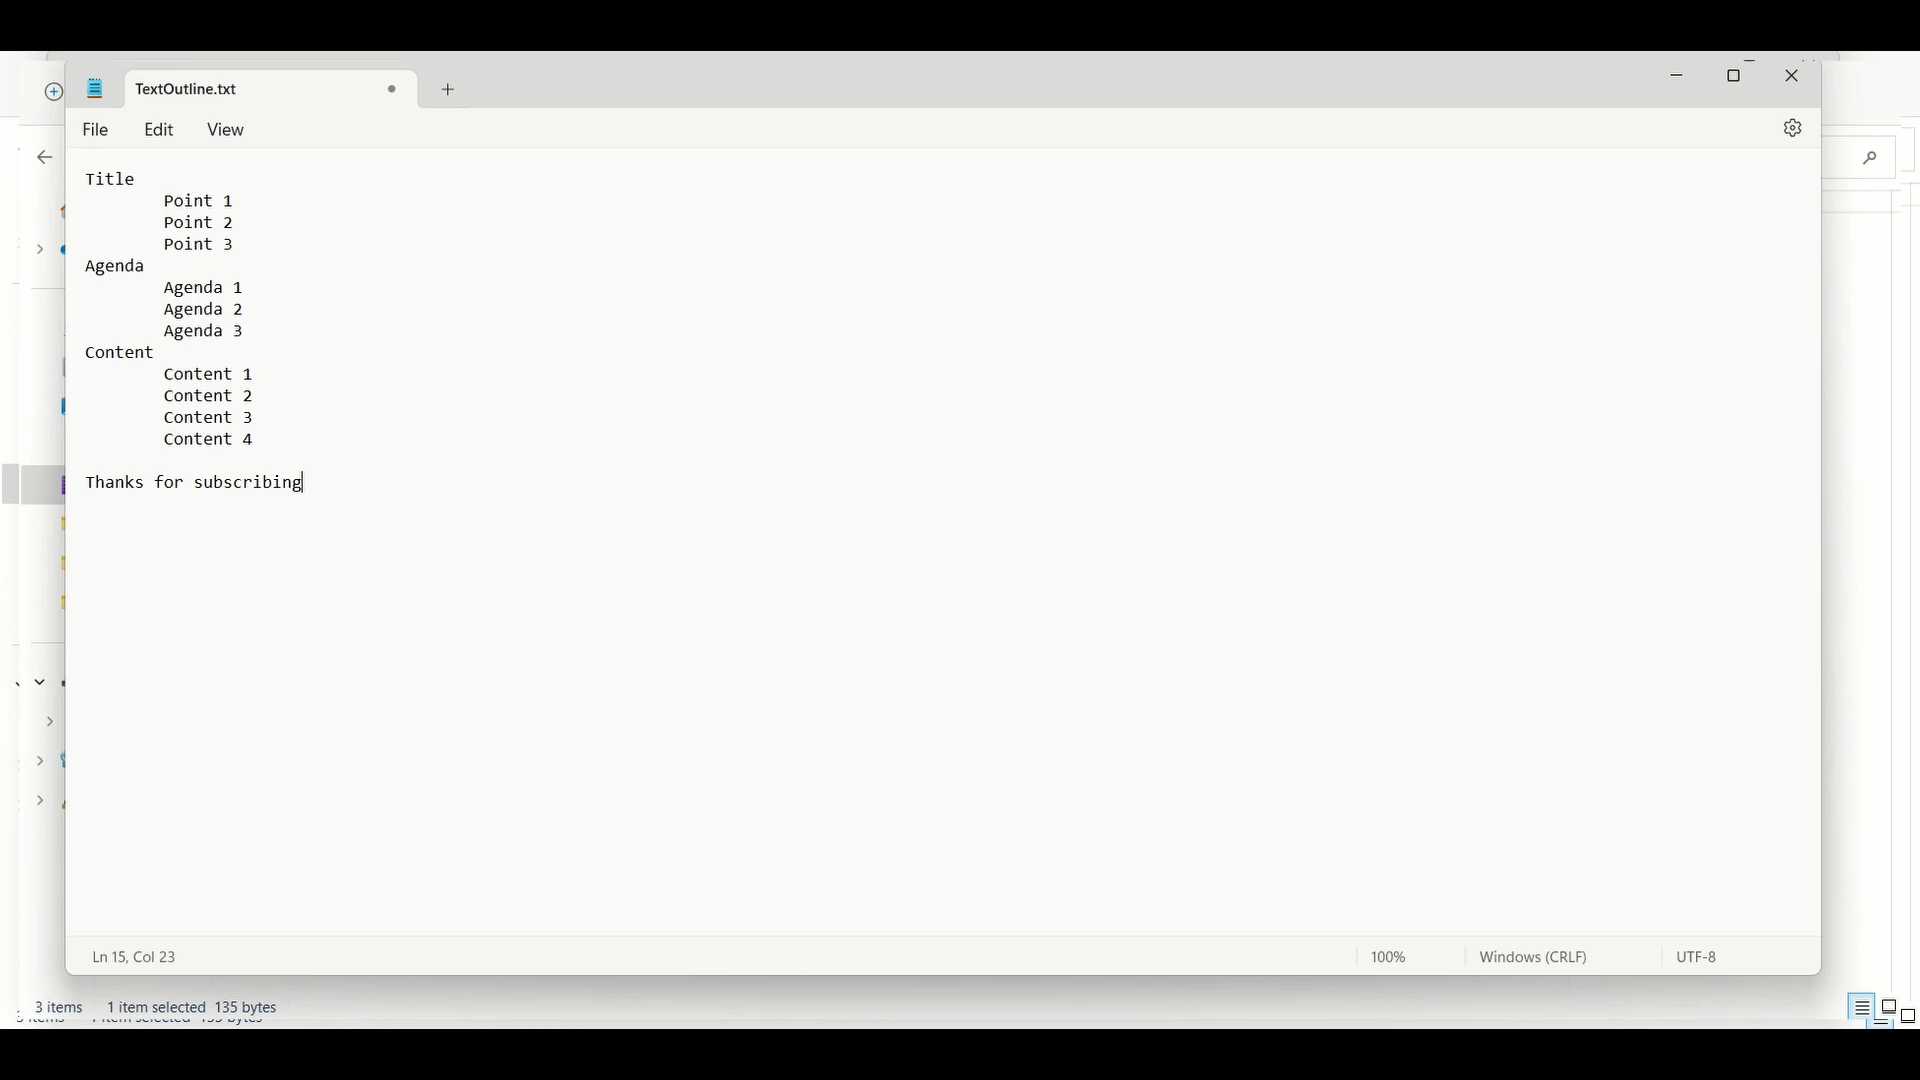 TextOutline.txt
File Edit View
Title
Point 1
Point 2
Point 3
Agenda
Agenda 1
Agenda 2
Agenda 3
Content
Content 1
Content 2
Content 3
Content 4
Thanks for subscribing
Ln 15, Col 23 100% Windows (CRLF) UTF-8
3 items 1 item selected 135 bytes